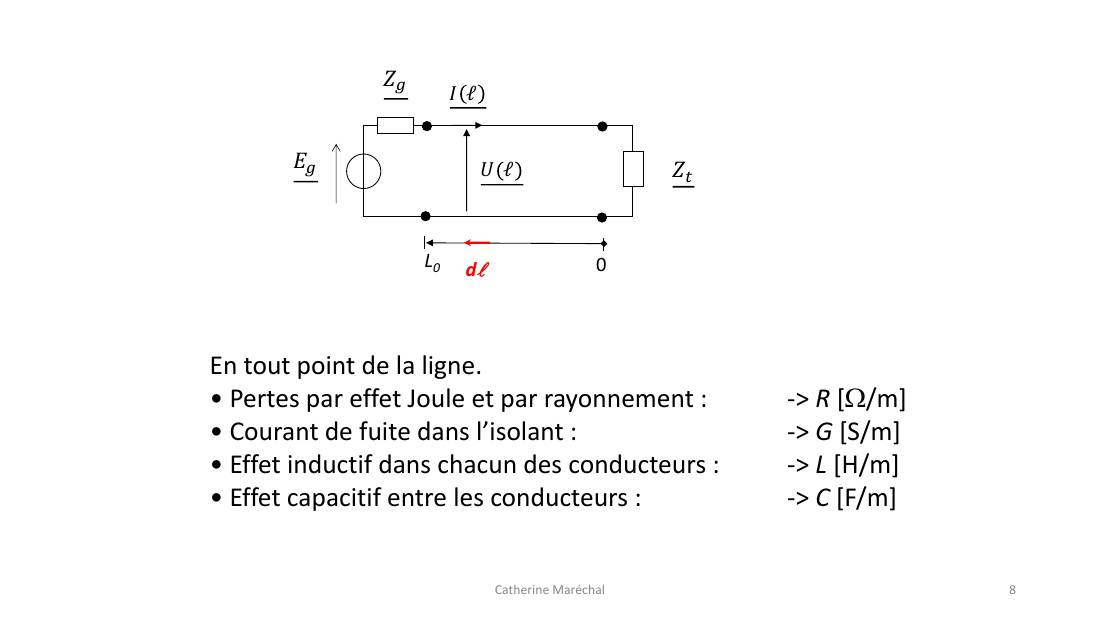 Z_g
I(ℓ)
E_g
U(ℓ)
Z_t
L_0
dℓ
0
En tout point de la ligne.
• Pertes par effet Joule et par rayonnement : -> R [Ω/m]
• Courant de fuite dans l’isolant : -> G [S/m]
• Effet inductif dans chacun des conducteurs : -> L [H/m]
• Effet capacitif entre les conducteurs : -> C [F/m]
Catherine Maréchal
8